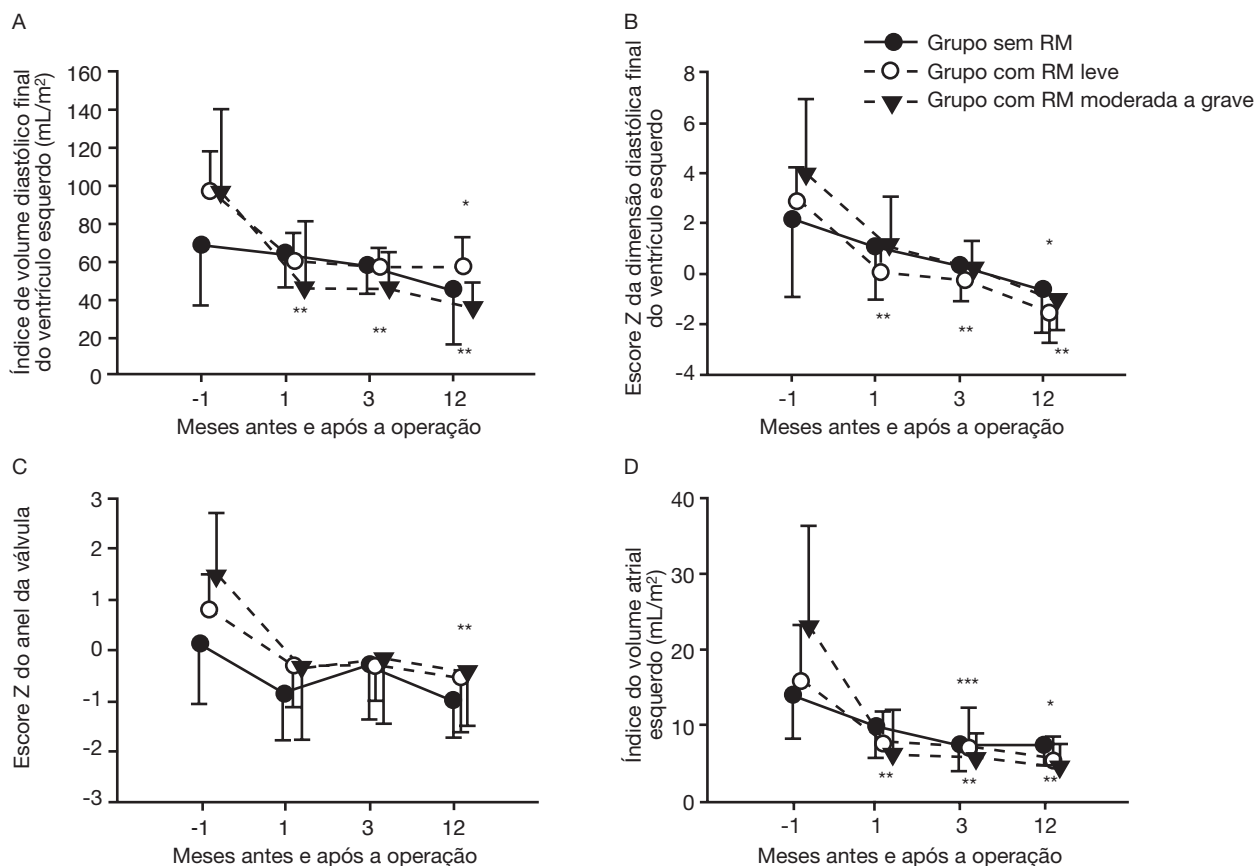 A
Índice de volume diastólico final
do ventrículo esquerdo (mL/m²)
160
140
120
100
80
60
40
20
0
*
**
**
**
-1 1 3 12
Meses antes e após a operação
B
Grupo sem RM
Grupo com RM leve
Grupo com RM moderada a grave
Escore Z da dimensão diastólica final
do ventrículo esquerdo
8
6
4
2
0
-2
-4
*
**
**
**
-1 1 3 12
Meses antes e após a operação
C
Escore Z do anel da válvula
3
2
1
0
-1
-2
-3
**
-1 1 3 12
Meses antes e após a operação
D
Índice do volume atrial
esquerdo (mL/m²)
40
30
20
10
0
***
*
**
**
**
-1 1 3 12
Meses antes e após a operação